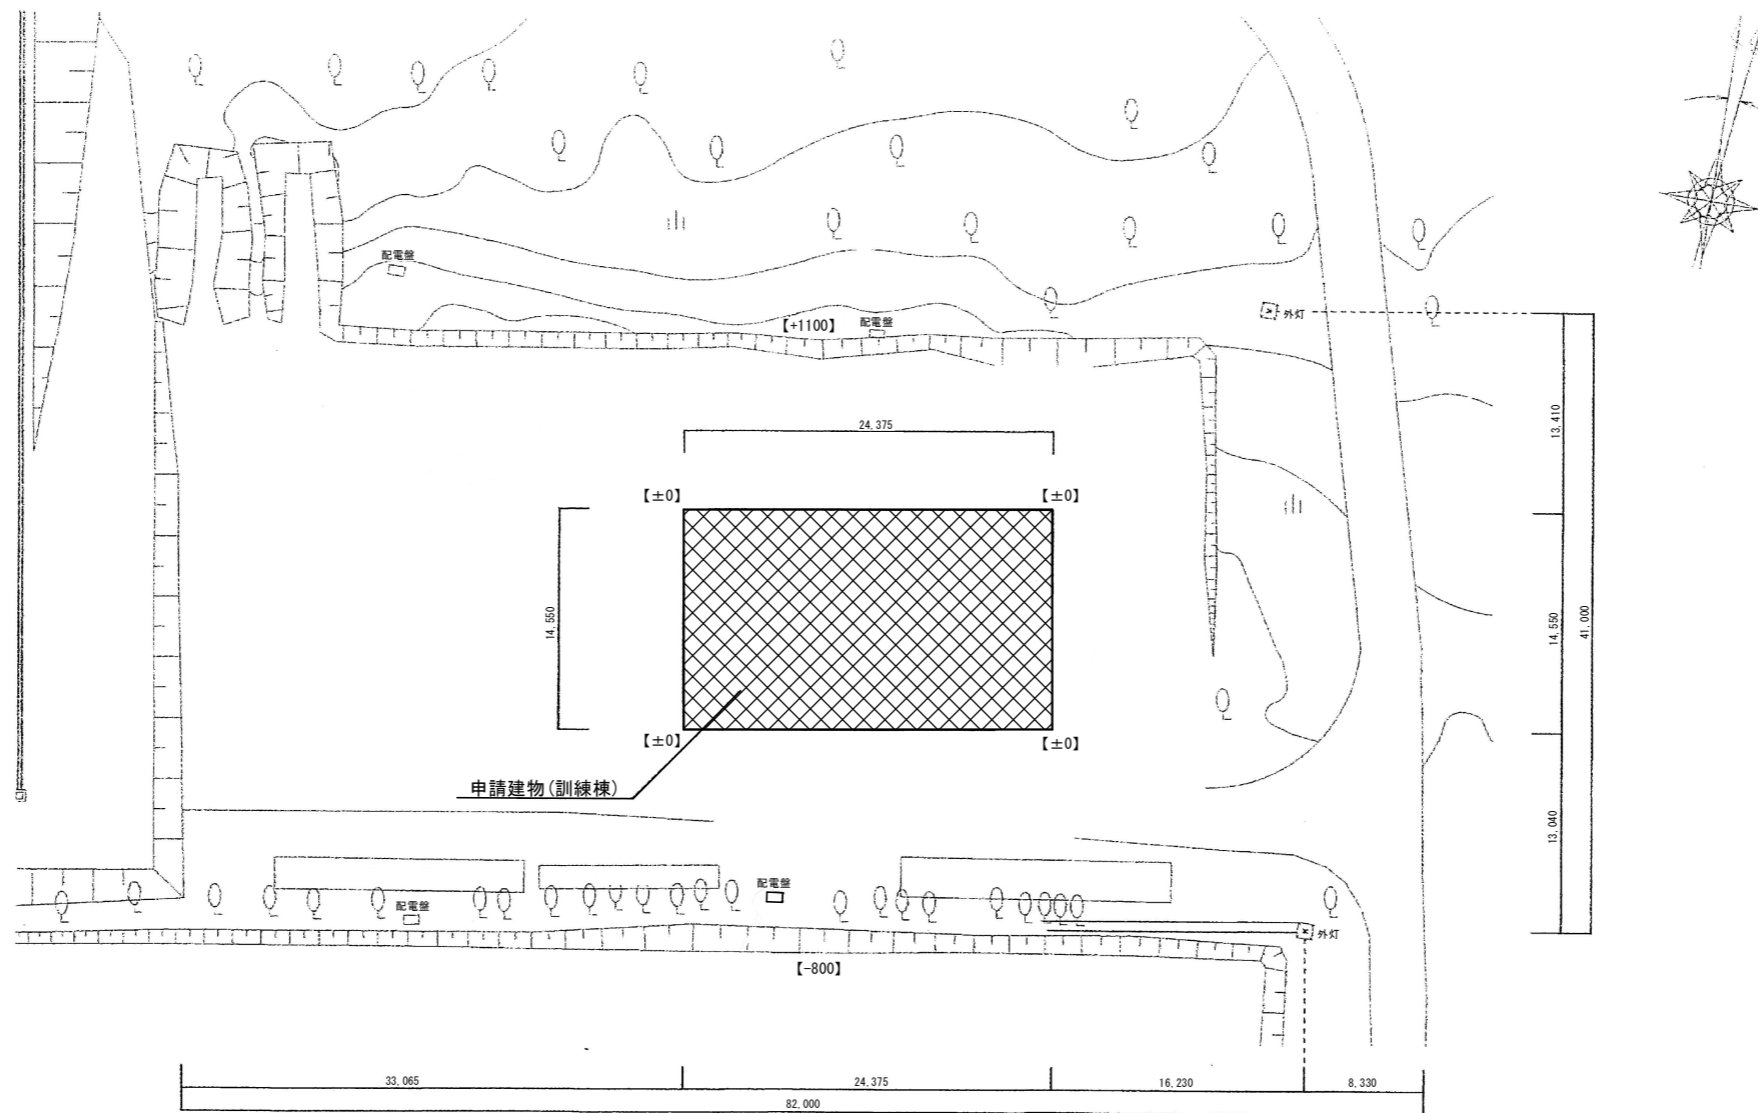 配電盤
【+1100】
配電盤
外灯
24,375
13,410
【±0】
【±0】
14,550
14,550
41,000
【±0】
【±0】
申請建物(訓練棟)
13,040
配電盤
配電盤
外灯
【-800】
33,065
24,375
16,230
8,330
82,000